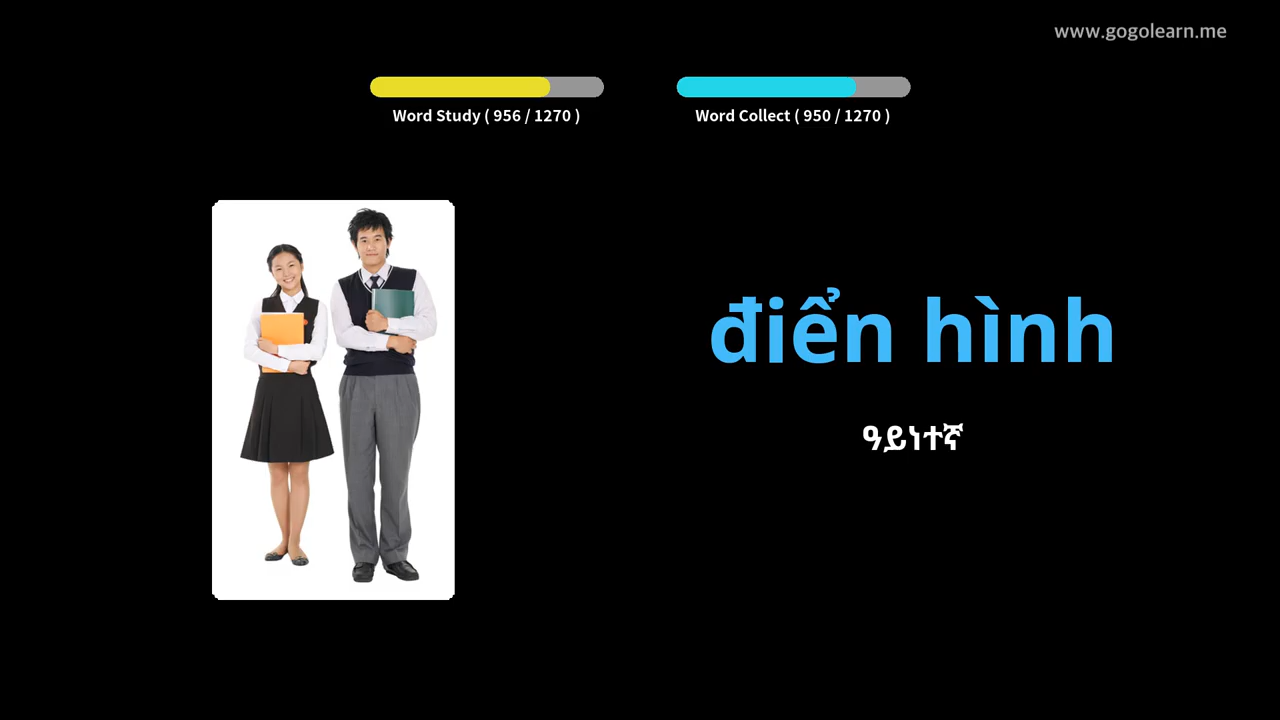 www.gogolearn.me
Word Study ( 956 / 1270 )
Word Collect ( 950 / 1270 )
điển hình
ዓይነተኛ